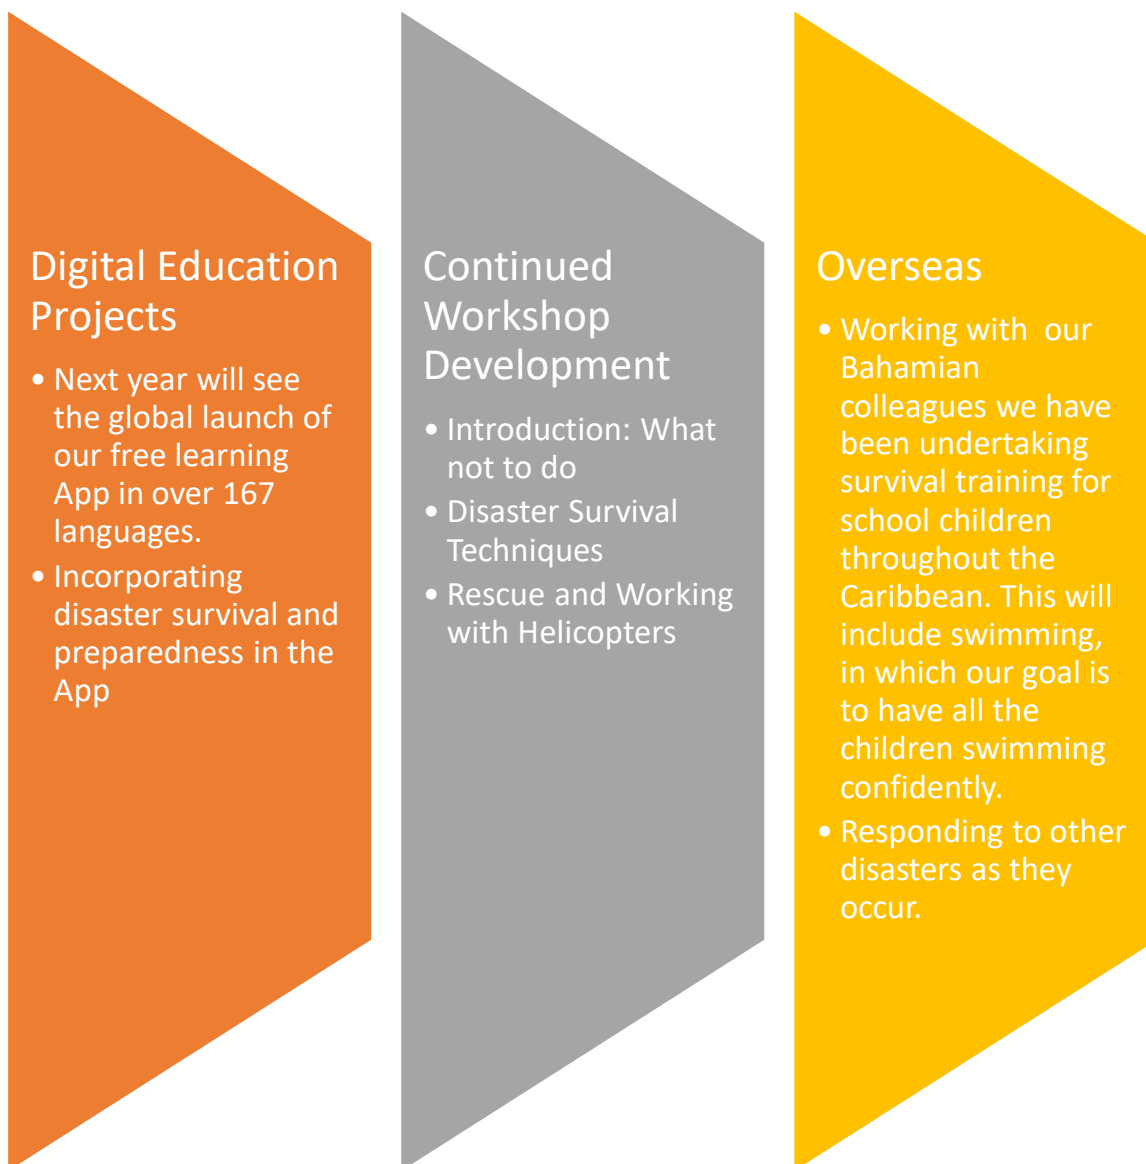 Digital Education
Projects
• Next year will see
the global launch of
our free learning
App in over 167
languages.
• Incorporating
disaster survival and
preparedness in the
App
Continued
Workshop
Development
• Introduction: What
not to do
• Disaster Survival
Techniques
• Rescue and Working
with Helicopters
Overseas
• Working with  our
Bahamian
colleagues we have
been undertaking
survival training for
school children
throughout the
Caribbean. This will
include swimming,
in which our goal is
to have all the
children swimming
confidently.
• Responding to other
disasters as they
occur.